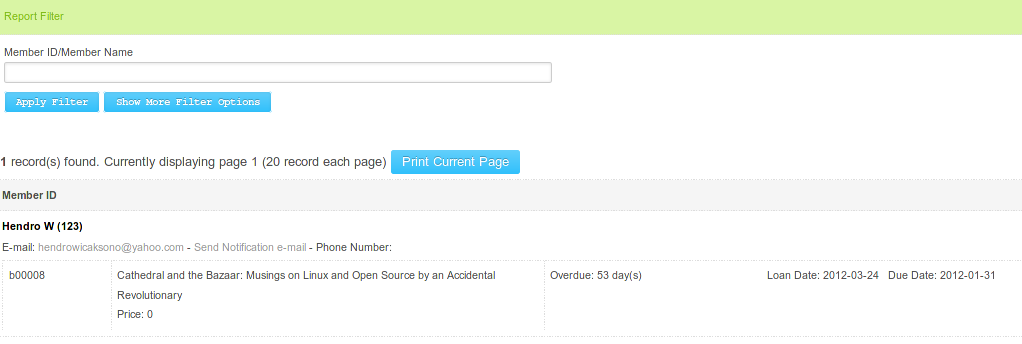 Report Filter
Member ID/Member Name
Apply Filter Show More Filter Options
1 record(s) found. Currently displaying page 1 (20 record each page) Print Current Page
Member ID
Hendro W (123)
E-mail: hendrowicaksono@yahoo.com - Send Notification e-mail - Phone Number:
b00008 Cathedral and the Bazaar: Musings on Linux and Open Source by an Accidental Overdue: 53 day(s) Loan Date: 2012-03-24 Due Date: 2012-01-31
Revolutionary
Price: 0